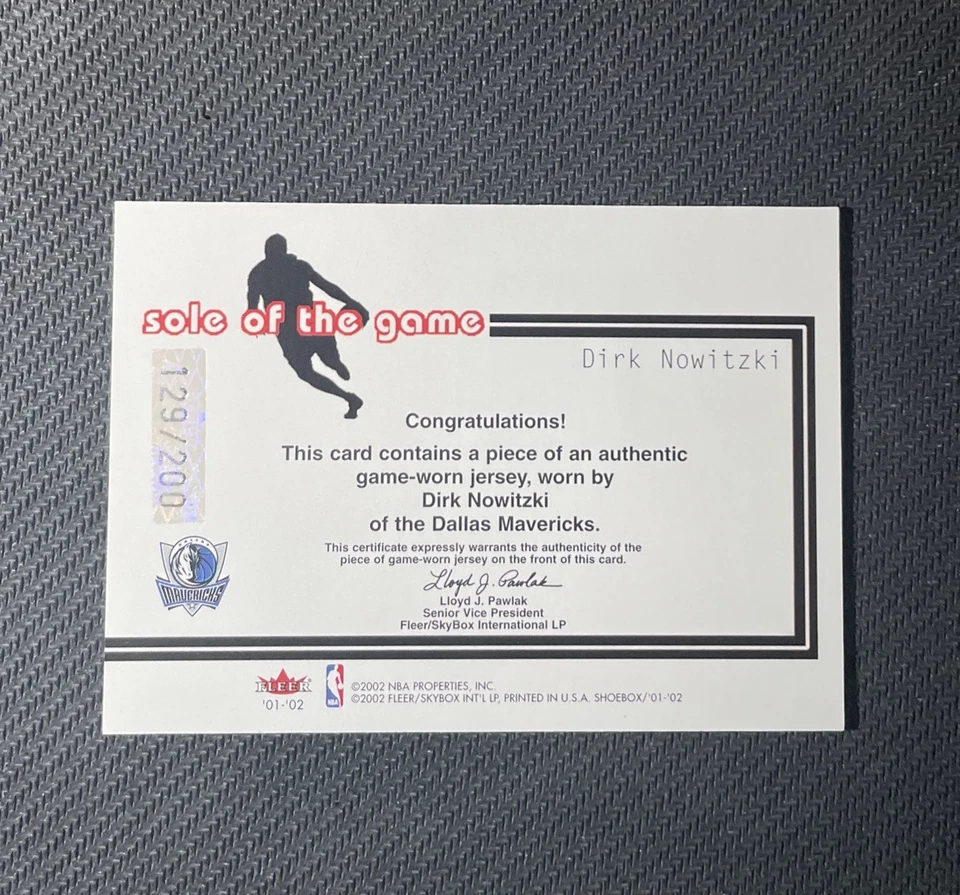 sole of the game
Dirk Nowitzki
129/200
Congratulations!
This card contains a piece of an authentic
game-worn jersey, worn by
Dirk Nowitzki
of the Dallas Mavericks.
This certificate expressly warrants the authenticity of the
piece of game-worn jersey on the front of this card.
Lloyd J. Pawlak
Lloyd J. Pawlak
Senior Vice President
Fleer/SkyBox International LP
DALLAS
MAVERICKS
FLEER
'01-'02
NBA
©2002 NBA PROPERTIES, INC.
©2002 FLEER/SKYBOX INT'L LP, PRINTED IN U.S.A. SHOEBOX/'01-'02